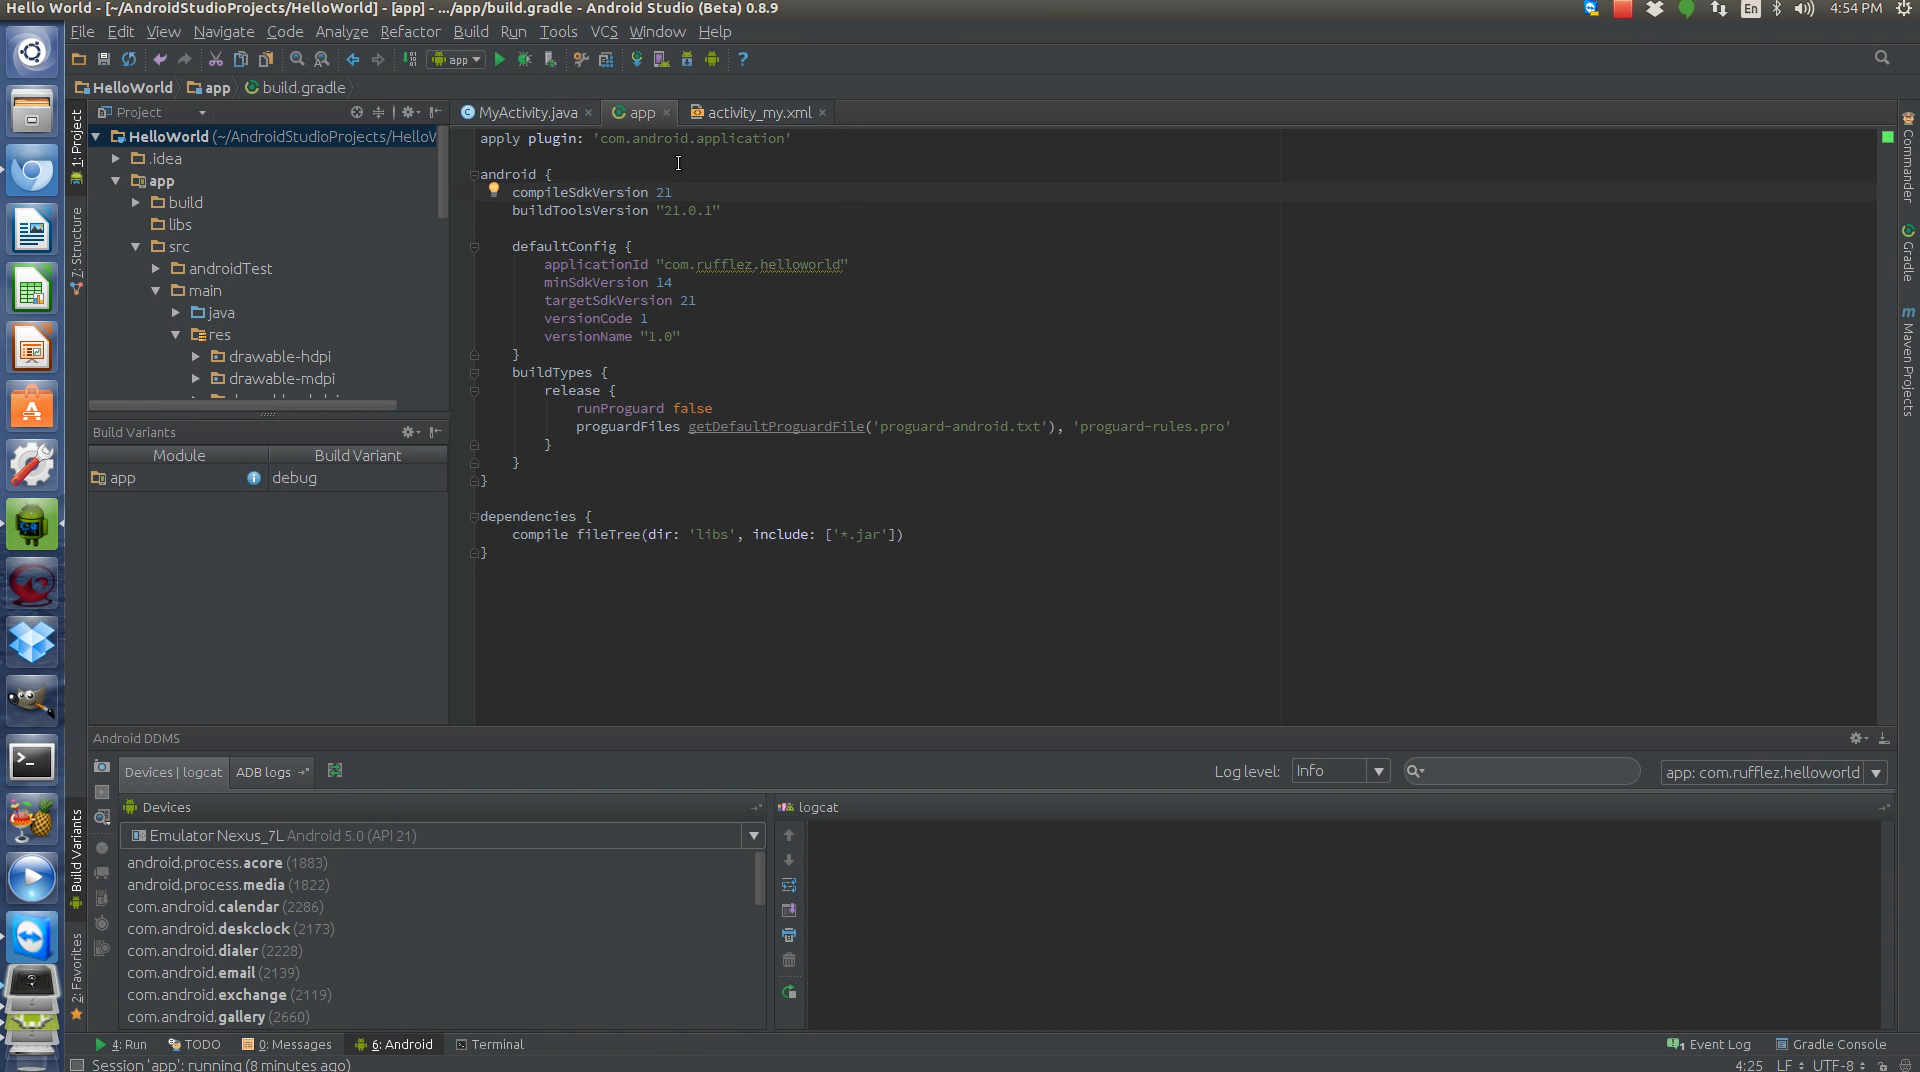 Hello World - [~/AndroidStudioProjects/HelloWorld] - [app] - .../app/build.gradle - Android Studio (Beta) 0.8.9
En
4:54 PM
File Edit View Navigate Code Analyze Refactor Build Run Tools VCS Window Help
app
HelloWorld app build.gradle
Project
MyActivity.java app activity_my.xml
HelloWorld (~/AndroidStudioProjects/HelloW
.idea
app
build
libs
src
androidTest
main
java
res
drawable-hdpi
drawable-mdpi
1: Project
7: Structure
Build Variants
2: Favorites
Build Variants
Module Build Variant
app debug
apply plugin: 'com.android.application'
android {
compileSdkVersion 21
buildToolsVersion "21.0.1"
defaultConfig {
applicationId "com.rufflez.helloworld"
minSdkVersion 14
targetSdkVersion 21
versionCode 1
versionName "1.0"
}
buildTypes {
release {
runProguard false
proguardFiles getDefaultProguardFile('proguard-android.txt'), 'proguard-rules.pro'
}
}
}
dependencies {
compile fileTree(dir: 'libs', include: ['*.jar'])
}
Commander
Gradle
Maven Projects
Android DDMS
Devices | logcat ADB logs
Log level: Info
app: com.rufflez.helloworld
Devices
logcat
Emulator Nexus_7L Android 5.0 (API 21)
android.process.acore (1883)
android.process.media (1822)
com.android.calendar (2286)
com.android.deskclock (2173)
com.android.dialer (2228)
com.android.email (2139)
com.android.exchange (2119)
com.android.gallery (2660)
4: Run TODO 0: Messages 6: Android Terminal
1 Event Log Gradle Console
Session 'app': running (8 minutes ago)
4:25 LF UTF-8